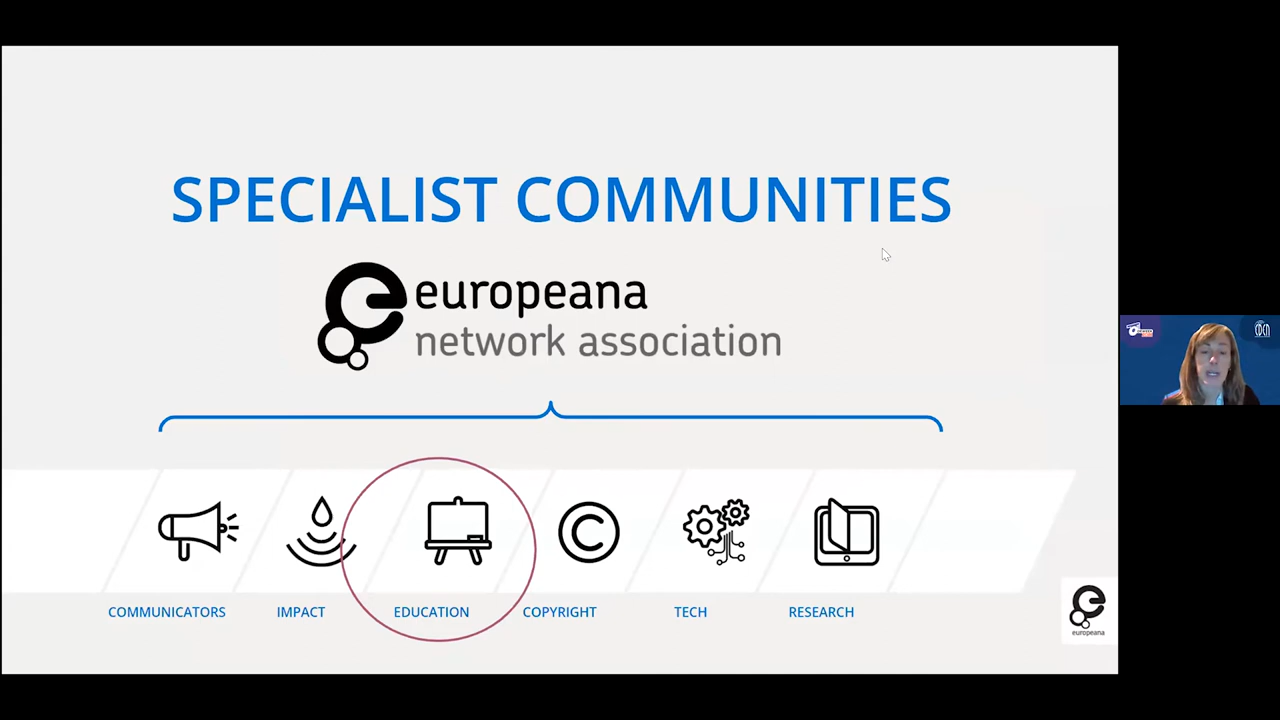 SPECIALIST COMMUNITIES
europeana
network association
COMMUNICATORS
IMPACT
EDUCATION
COPYRIGHT
TECH
RESEARCH
europeana